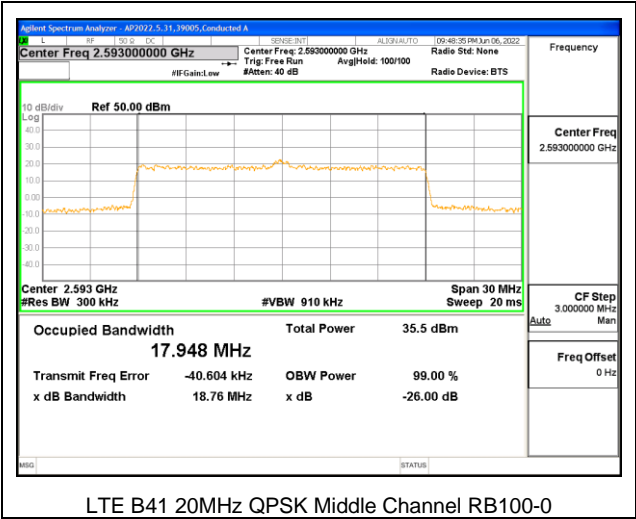 Agilent Spectrum Analyzer - AP2022.5.31,39005,Conducted A
L RF 50 Ω DC SENSE:INT ALIGNAUTO 09:48:35 PM Jun 06, 2022
Center Freq 2.593000000 GHz Center Freq: 2.593000000 GHz Radio Std: None Frequency
Trig: Free Run Avg|Hold: 100/100
#IFGain:Low #Atten: 40 dB Radio Device: BTS
10 dB/div Ref 50.00 dBm
Log
40.0
30.0
20.0
10.0
0.00
-10.0
-20.0
-30.0
-40.0
Center Freq
2.593000000 GHz
Center 2.593 GHz Span 30 MHz
#Res BW 300 kHz #VBW 910 kHz Sweep 20 ms
CF Step
3.000000 MHz
Auto Man
Occupied Bandwidth Total Power 35.5 dBm
17.948 MHz
Freq Offset
0 Hz
Transmit Freq Error -40.604 kHz OBW Power 99.00 %
x dB Bandwidth 18.76 MHz x dB -26.00 dB
MSG STATUS
LTE B41 20MHz QPSK Middle Channel RB100-0